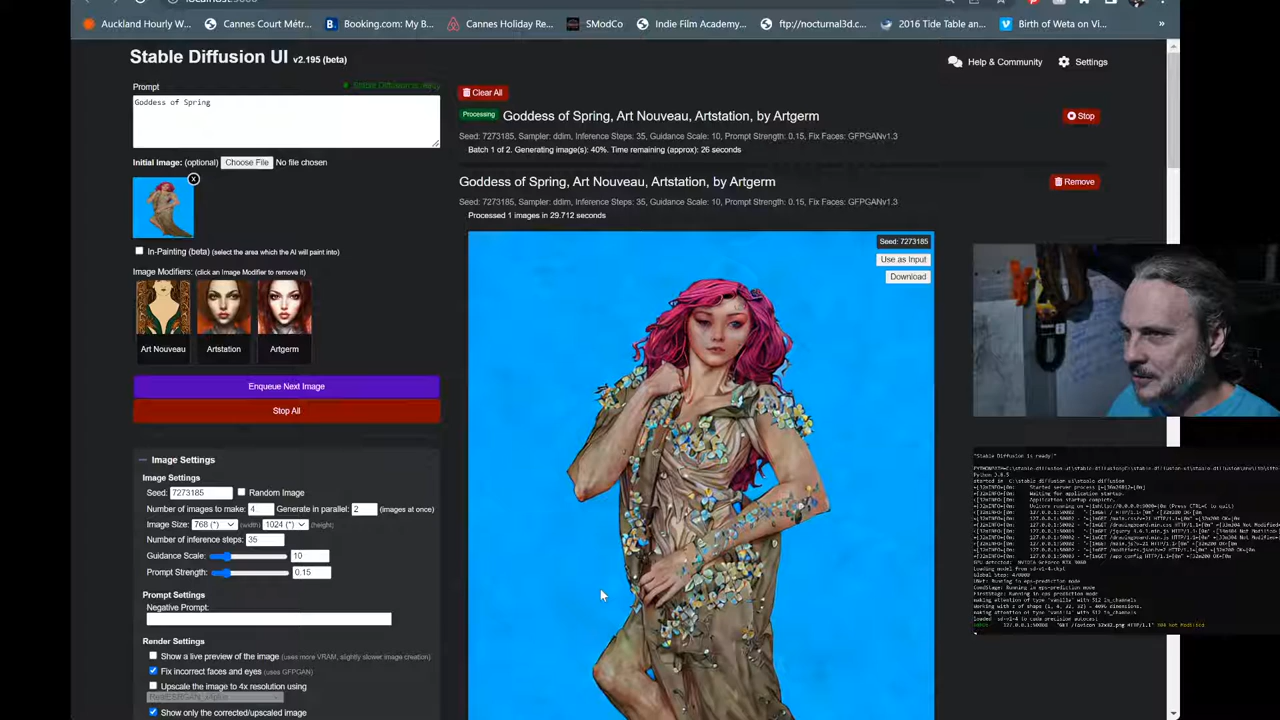 Auckland Hourly W...
Cannes Court Métr...
Booking.com: My B...
Cannes Holiday Re...
SModCo
Indie Film Academy...
ftp://nocturnal3d....
2016 Tide Table an...
Birth of Weta on Vi...
»
Stable Diffusion UI v2.195 (beta)
Help & Community
Settings
Prompt
Goddess of Spring
Initial Image: (optional) Choose File No file chosen
x
In-Painting (beta) (select the area which the AI will paint into)
Image Modifiers: (click an Image Modifier to remove it)
Art Nouveau
Artstation
Artgerm
Enqueue Next Image
Stop All
Image Settings
Image Settings
Seed: 7273185 Random Image
Number of images to make: 4 Generate in parallel: 2 (images at once)
Image Size: 768 (*) (width) 1024 (*) (height)
Number of inference steps: 35
Guidance Scale: 10
Prompt Strength: 0.15
Prompt Settings
Negative Prompt:
Render Settings
Show a live preview of the image (uses more VRAM, slightly slower image creation)
Fix incorrect faces and eyes (uses GFPGAN)
Upscale the image to 4x resolution using
Show only the corrected/upscaled image
Clear All
Processing Goddess of Spring, Art Nouveau, Artstation, by Artgerm
Stop
Seed: 7273185, Sampler: ddim, Inference Steps: 35, Guidance Scale: 10, Prompt Strength: 0.15, Fix Faces: GFPGANv1.3
Batch 1 of 2. Generating image(s): 40%. Time remaining (approx): 26 seconds
Goddess of Spring, Art Nouveau, Artstation, by Artgerm
Remove
Seed: 7273185, Sampler: ddim, Inference Steps: 35, Guidance Scale: 10, Prompt Strength: 0.15, Fix Faces: GFPGANv1.3
Processed 1 images in 29.712 seconds
Seed: 7273185
Use as Input
Download
"Stable Diffusion is ready!"